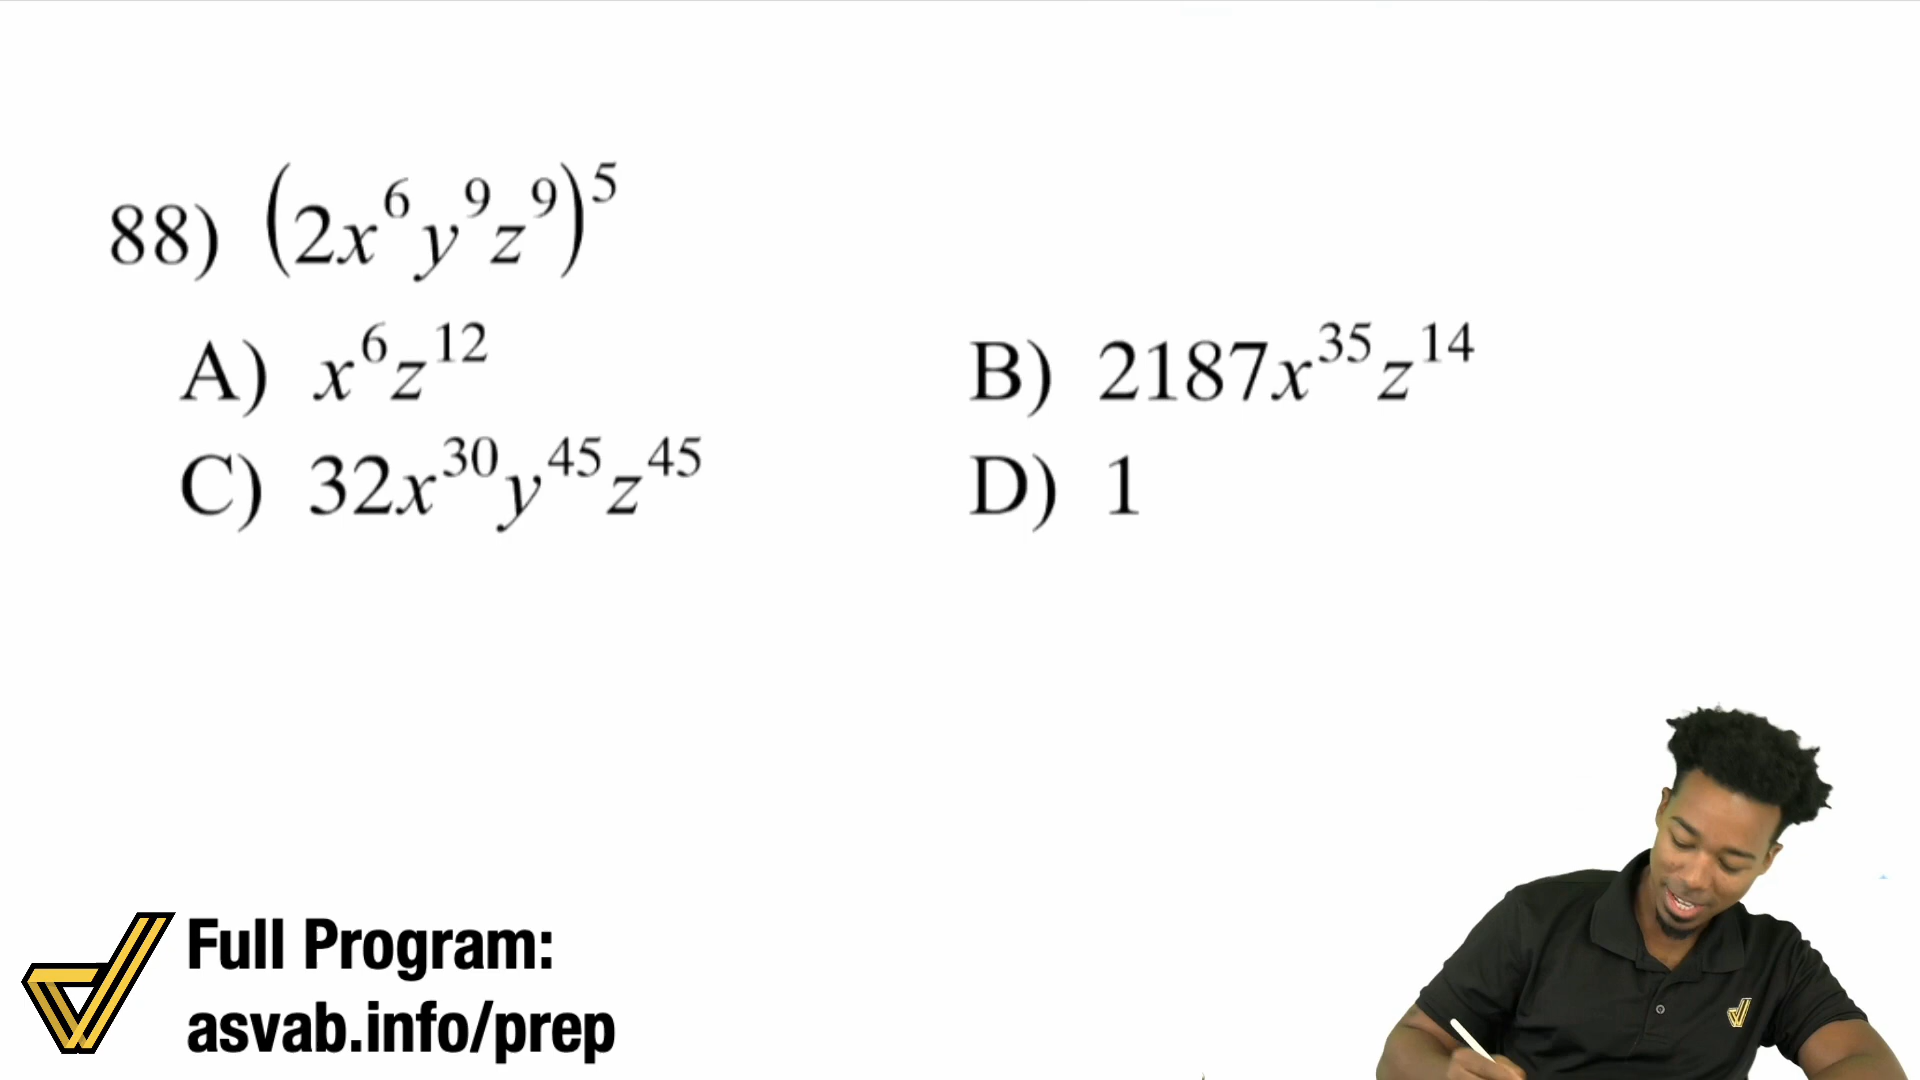 88) (2x⁶y⁹z⁹)⁵
A) x⁶z¹² B) 2187x³⁵z¹⁴
C) 32x³⁰y⁴⁵z⁴⁵ D) 1
Full Program:
asvab.info/prep